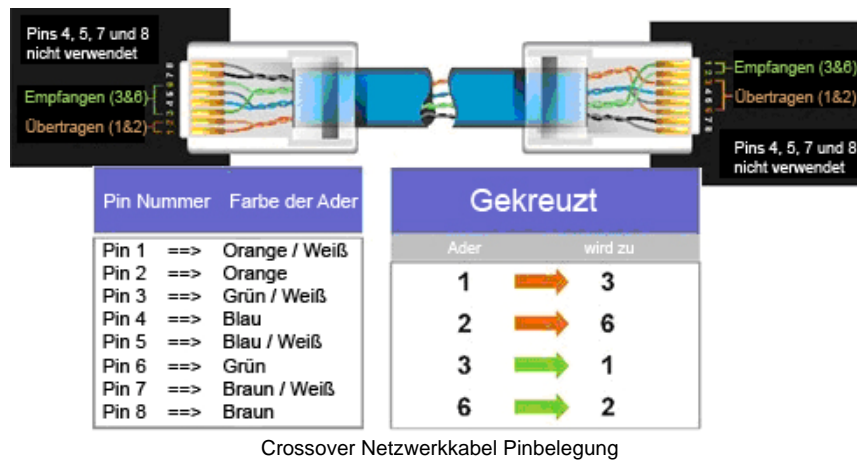 Pins 4, 5, 7 und 8
nicht verwendet
Empfangen (3&6)
Übertragen (1&2)
Empfangen (3&6)
Übertragen (1&2)
Pins 4, 5, 7 und 8
nicht verwendet
Pin Nummer Farbe der Ader
Pin 1 ==> Orange / Weiß
Pin 2 ==> Orange
Pin 3 ==> Grün / Weiß
Pin 4 ==> Blau
Pin 5 ==> Blau / Weiß
Pin 6 ==> Grün
Pin 7 ==> Braun / Weiß
Pin 8 ==> Braun
Gekreuzt
Ader wird zu
1 3
2 6
3 1
6 2
Crossover Netzwerkkabel Pinbelegung